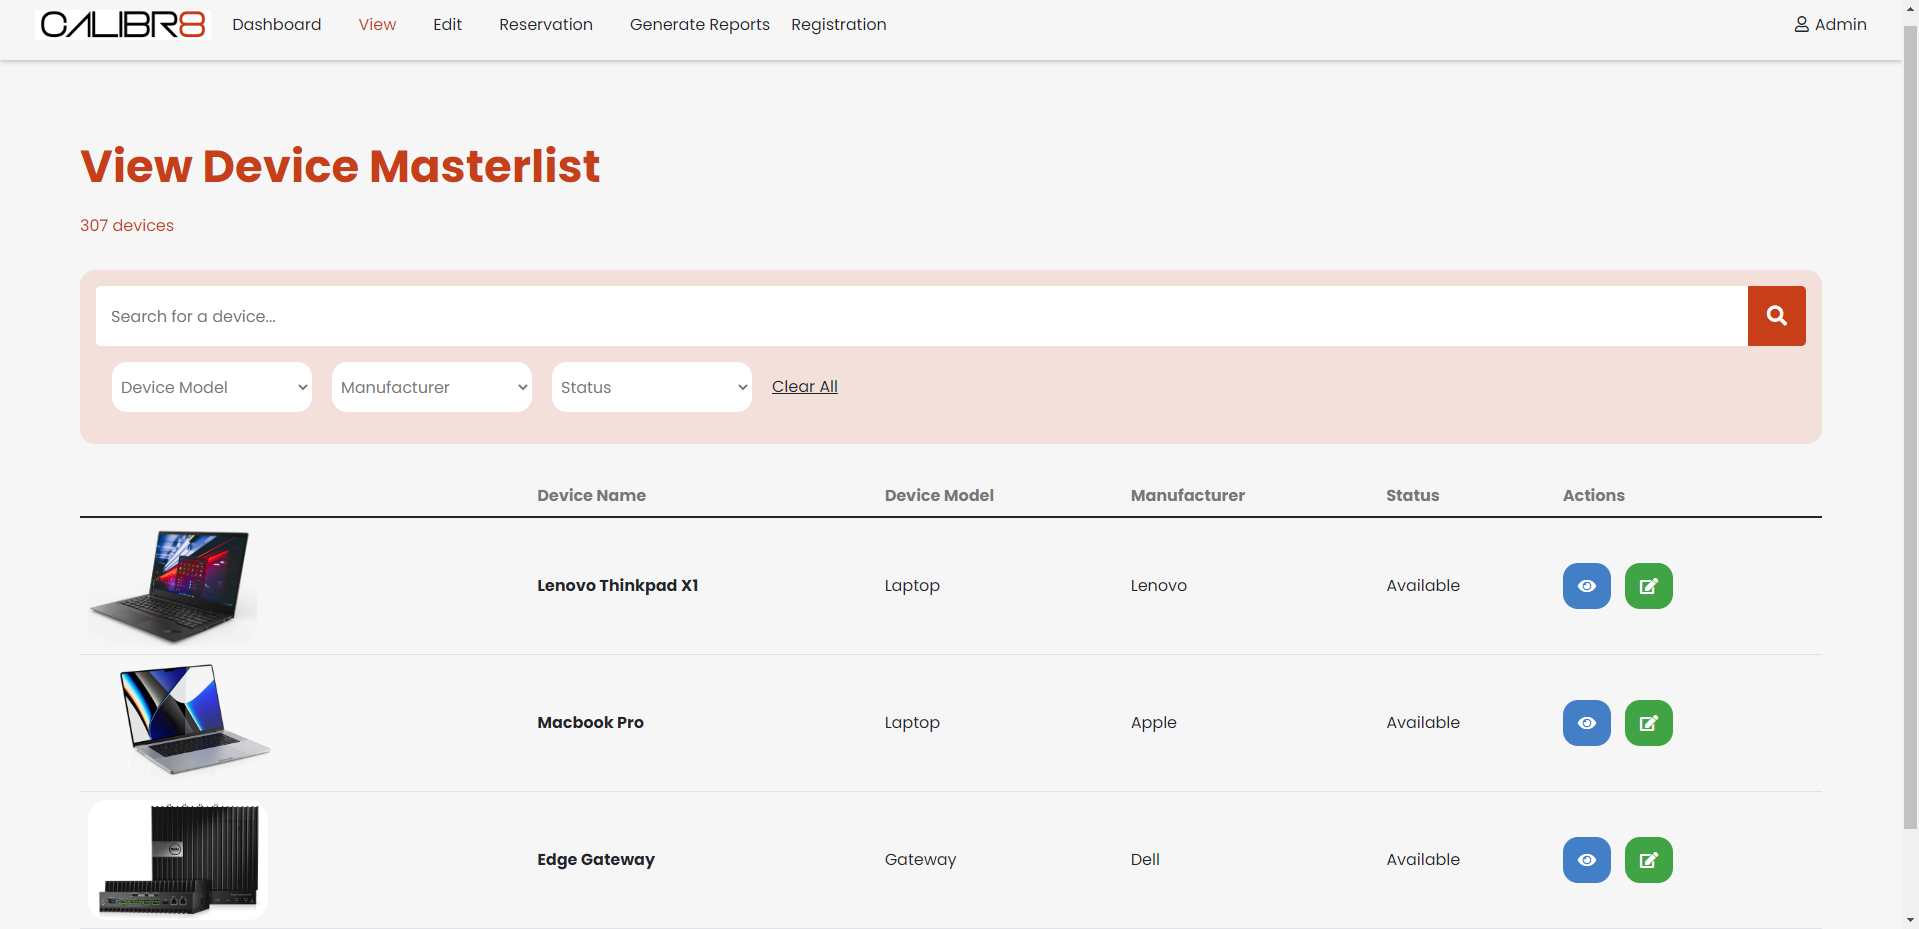 CALIBR8 Dashboard View Edit Reservation Generate Reports Registration Admin
View Device Masterlist
307 devices
Search for a device...
Device Model Manufacturer Status Clear All
Device Name Device Model Manufacturer Status Actions
Lenovo Thinkpad X1 Laptop Lenovo Available
Macbook Pro Laptop Apple Available
Edge Gateway Gateway Dell Available